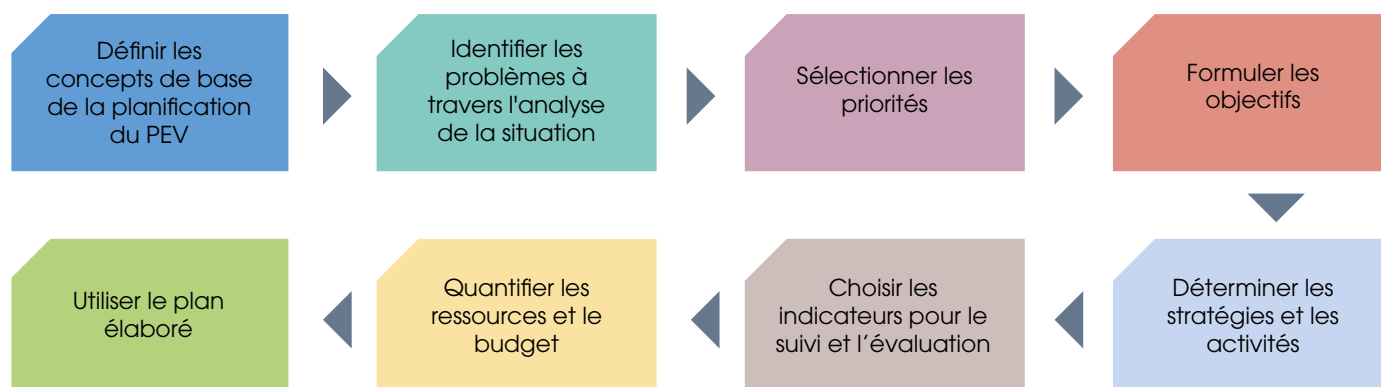 Définir les
concepts de base
de la planification
du PEV
Identifier les
problèmes à
travers l'analyse
de la situation
Sélectionner les
priorités
Formuler les
objectifs
Déterminer les
stratégies et les
activités
Choisir les
indicateurs pour le
suivi et l’évaluation
Quantifier les
ressources et le
budget
Utiliser le plan
élaboré